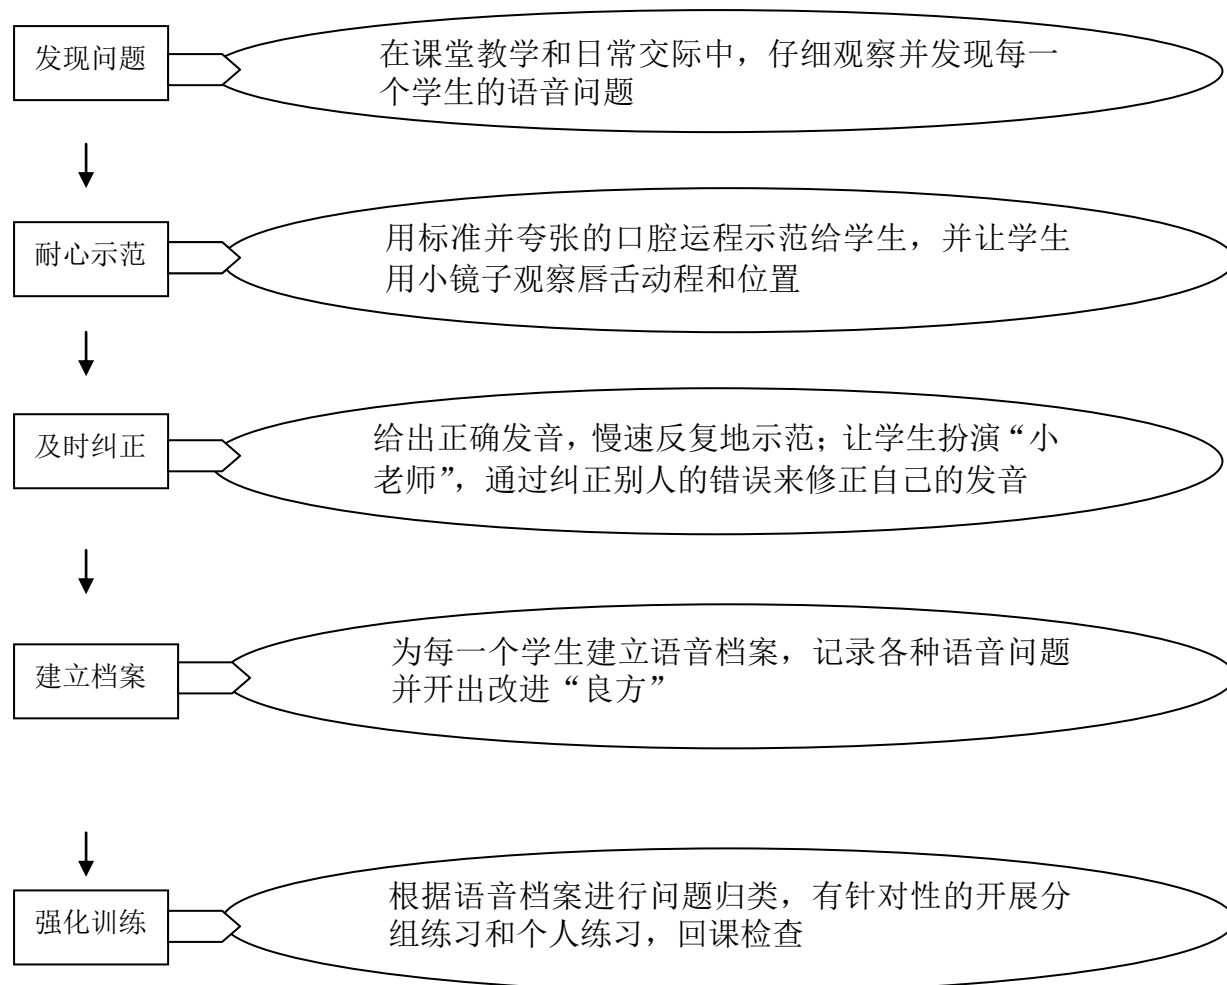 发现问题
在课堂教学和日常交际中，仔细观察并发现每一
个学生的语音问题
耐心示范
用标准并夸张的口腔运程示范给学生，并让学生
用小镜子观察唇舌动程和位置
及时纠正
给出正确发音，慢速反复地示范；让学生扮演“小
老师”，通过纠正别人的错误来修正自己的发音
建立档案
为每一个学生建立语音档案，记录各种语音问题
并开出改进“良方”
强化训练
根据语音档案进行问题归类，有针对性的开展分
组练习和个人练习，回课检查